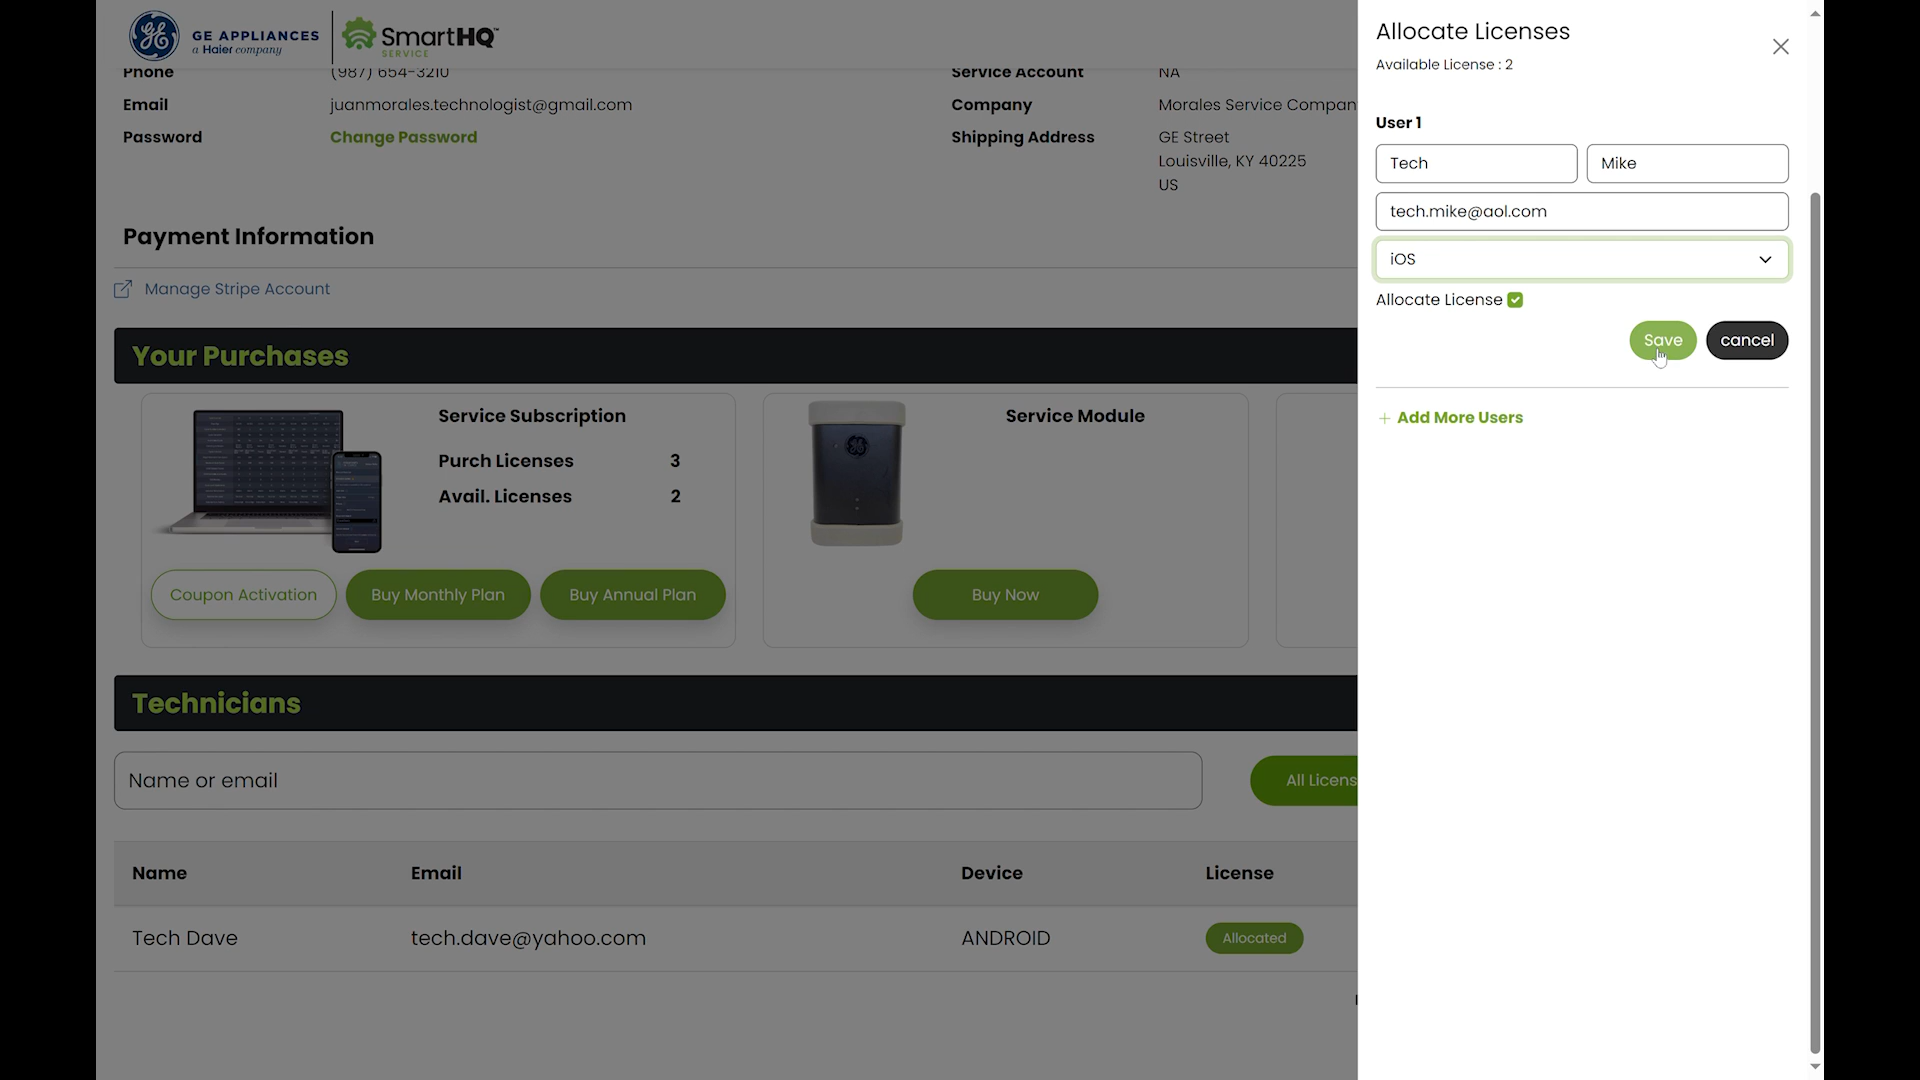 GE APPLIANCES
a Haier company
SmartHQ™
SERVICE
Phone (987) 654-3210
Email juanmorales.technologist@gmail.com
Password Change Password
Service Account NA
Company Morales Service Compan
Shipping Address GE Street
Louisville, KY 40225
US
Payment Information
Manage Stripe Account
Your Purchases
Service Subscription
Purch Licenses 3
Avail. Licenses 2
Coupon Activation Buy Monthly Plan Buy Annual Plan
Service Module
Buy Now
Technicians
Name or email
All Licens
Name Email Device License
Tech Dave tech.dave@yahoo.com ANDROID Allocated
Allocate Licenses
Available License : 2
User 1
Tech Mike
tech.mike@aol.com
iOS
Allocate License
Save cancel
+ Add More Users